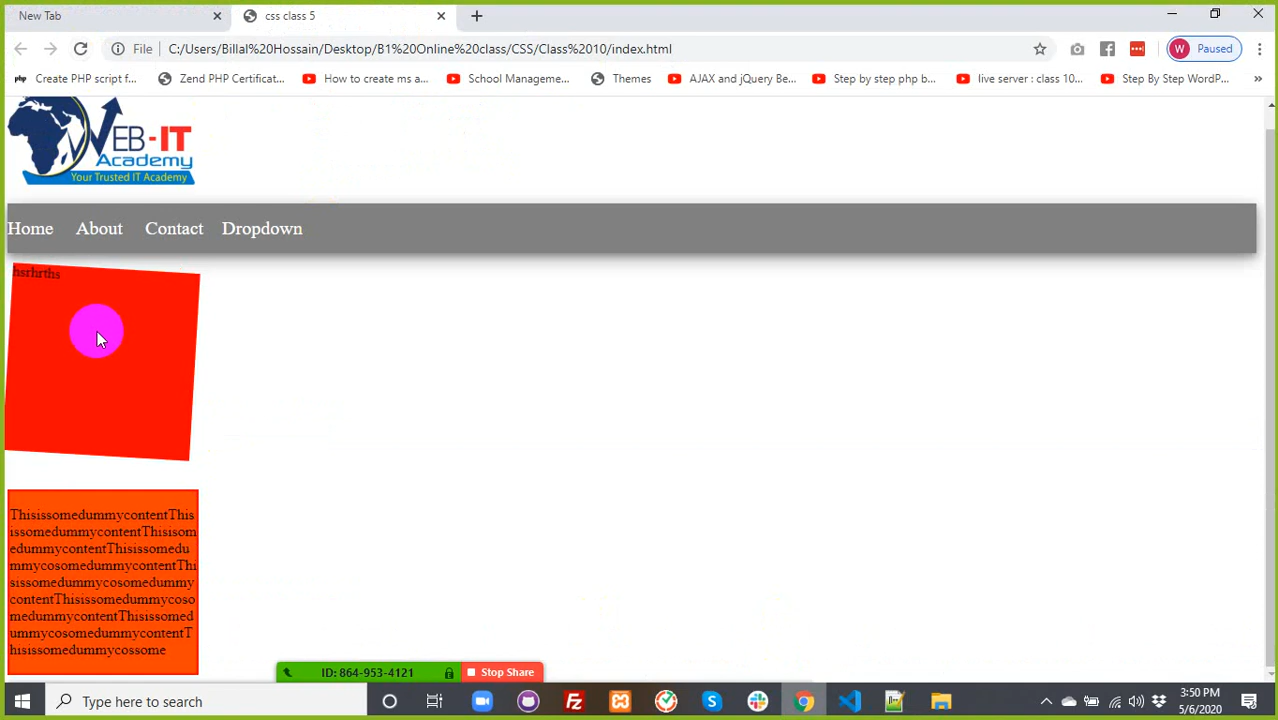 New Tab
css class 5
File
C:/Users/Billal%20Hossain/Desktop/B1%20Online%20class/CSS/Class%2010/index.html
W Paused
Create PHP script f...
Zend PHP Certificat...
How to create ms a...
School Manageme...
Themes
AJAX and jQuery Be...
Step by step php b...
live server : class 10...
Step By Step WordP...
WEB-IT
Academy
Your Trusted IT Academy
Home
About
Contact
Dropdown
hsrhrths
ThisissomedummycontentThis
issomedummycontentThisisom
edummycontentThisissomedu
mmycosomedummycontentThi
sissomedummycosomedummy
contentThisissomedummycoso
medummycontentThisissomed
ummycosomedummycontentT
hisissomedummycossome
ID: 864-953-4121
Stop Share
Type here to search
3:50 PM
5/6/2020